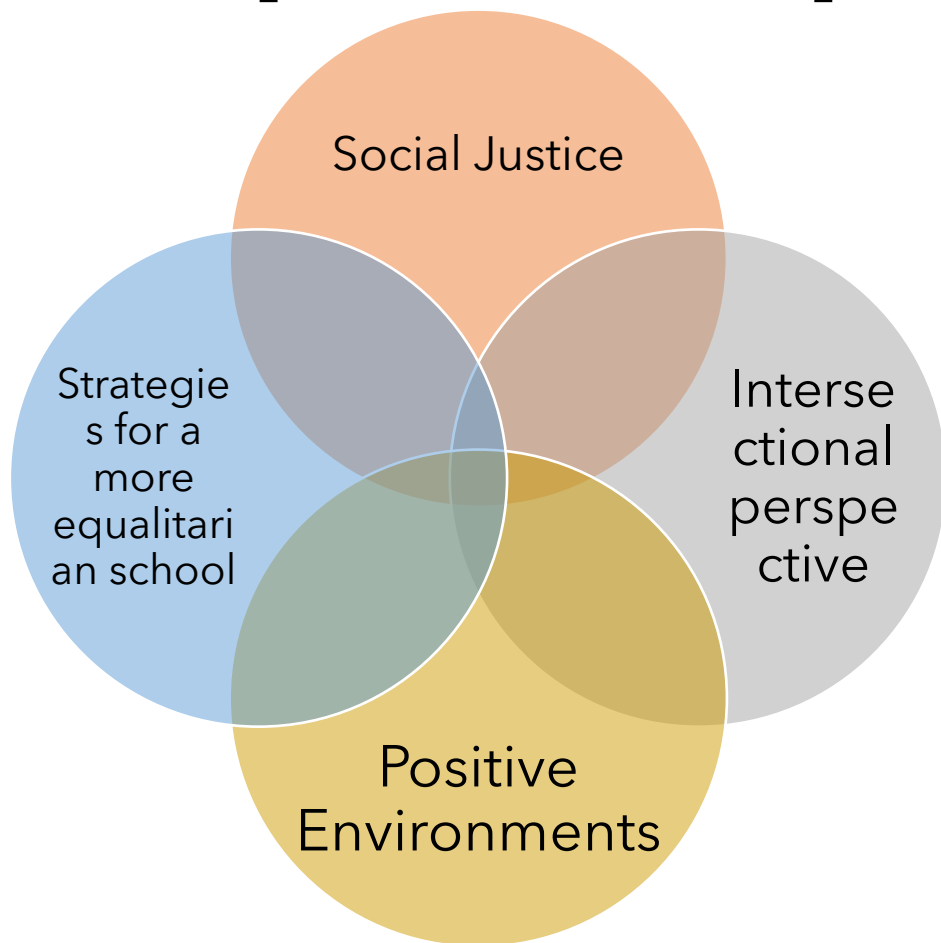 Social Justice
Strategie
s for a
more
equalitari
an school
Interse
ctional
perspe
ctive
Positive
Environments